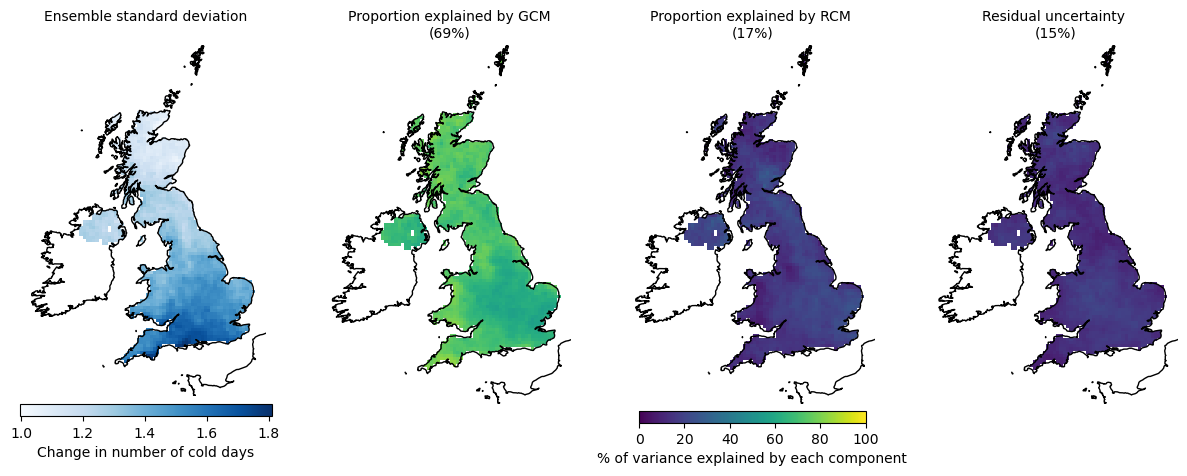 Ensemble standard deviation
Proportion explained by GCM
(69%)
Proportion explained by RCM
(17%)
Residual uncertainty
(15%)
1.0 1.2 1.4 1.6 1.8
Change in number of cold days
0 20 40 60 80 100
% of variance explained by each component